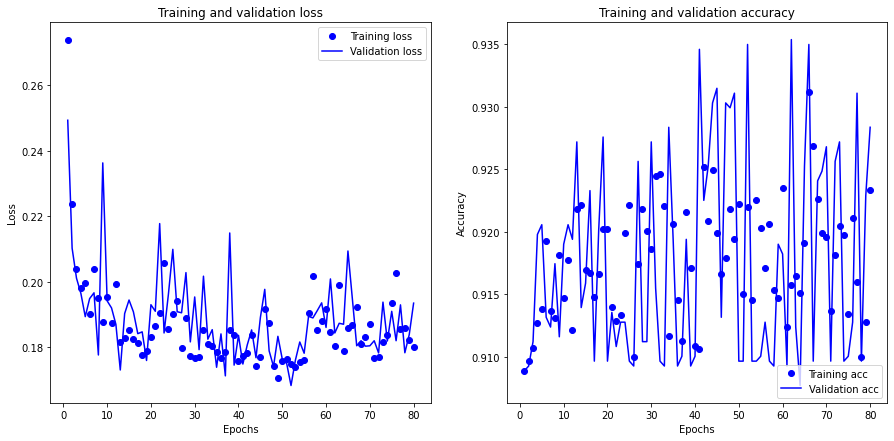 Training and validation loss
Training loss
Validation loss
0.26
0.24
0.22
0.20
0.18
Loss
0 10 20 30 40 50 60 70 80
Epochs
Training and validation accuracy
0.935
0.930
0.925
0.920
0.915
0.910
Accuracy
Training acc
Validation acc
0 10 20 30 40 50 60 70 80
Epochs